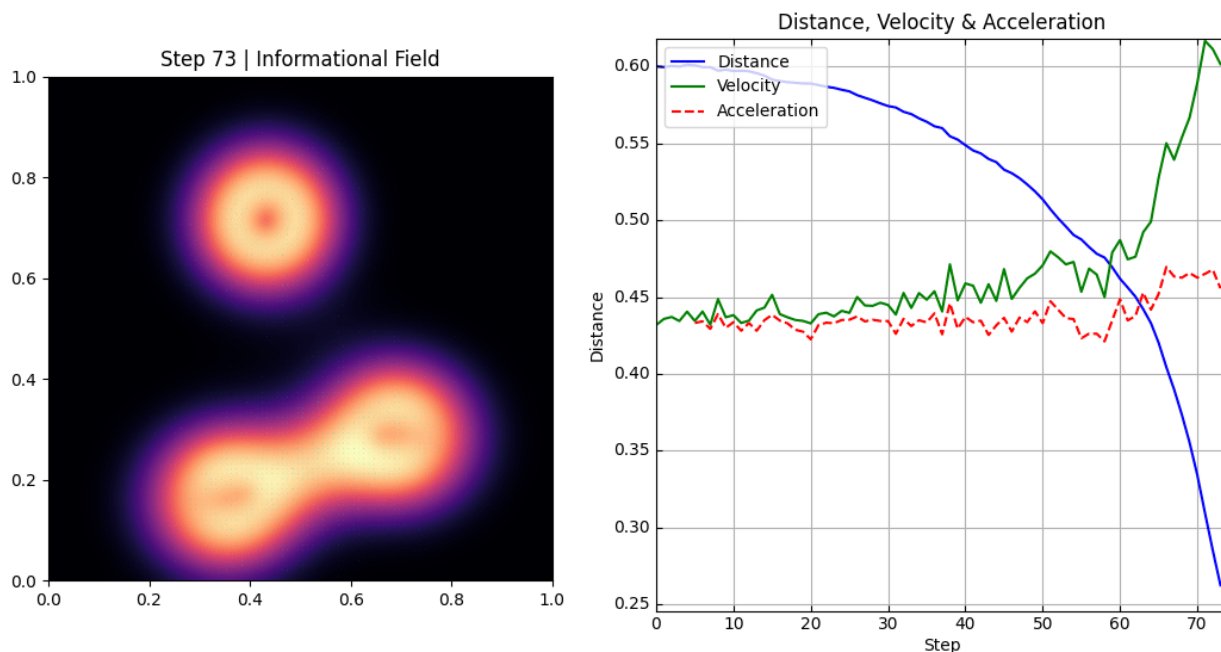 Step 73 | Informational Field
1.0
0.8
0.6
0.4
0.2
0.0
0.0 0.2 0.4 0.6 0.8 1.0
Distance, Velocity & Acceleration
Distance
Velocity
Acceleration
Distance
0.60
0.55
0.50
0.45
0.40
0.35
0.30
0.25
0 10 20 30 40 50 60 70
Step